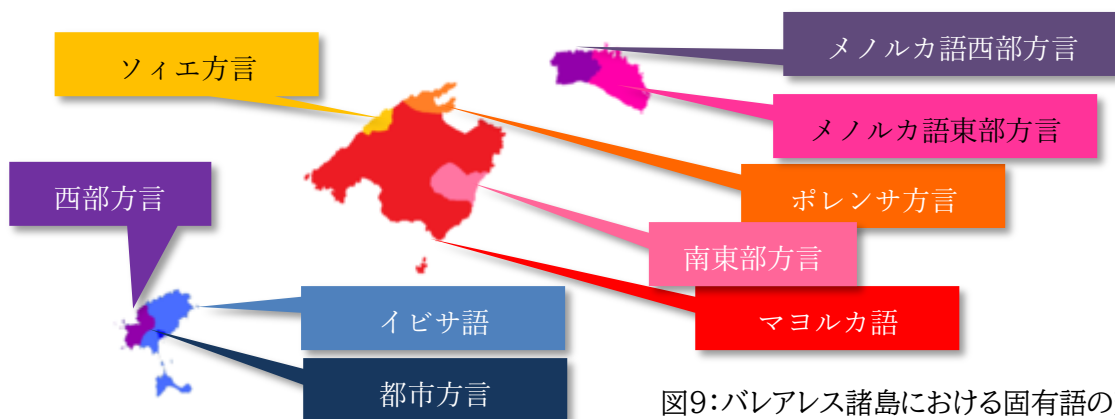 メノルカ語西部方言
ソィエ方言
メノルカ語東部方言
西部方言
ポレンサ方言
南東部方言
イビサ語
マヨルカ語
都市方言
図9:バレアレス諸島における固有語の